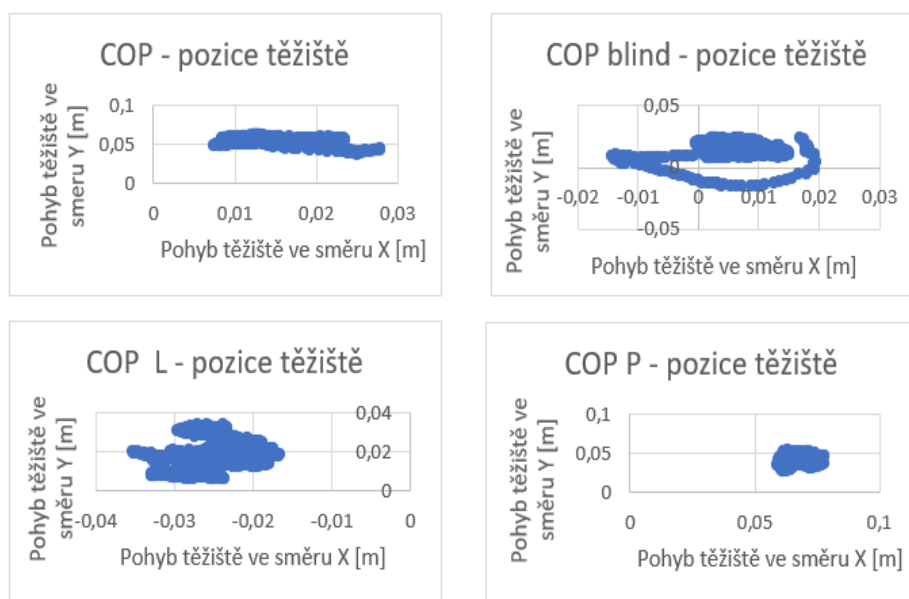 COP - pozice těžiště
Pohyb těžiště ve
smeru Y [m]
0,1
0,05
0
0
0,01
0,02
0,03
Pohyb těžiště ve směru X [m]
COP blind - pozice těžiště
Pohyb těžiště ve
směru Y [m]
0,05
0
-0,05
-0,02
-0,01
0
0,01
0,02
0,03
Pohyb těžiště ve směru X [m]
COP L - pozice těžiště
Pohyb těžiště ve
směru Y [m]
0,04
0,02
0
-0,04
-0,03
-0,02
-0,01
0
Pohyb těžiště ve směru X [m]
COP P - pozice těžiště
Pohyb těžiště ve
směru Y [m]
0,1
0,05
0
0
0,05
0,1
Pohyb těžiště ve směru X [m]